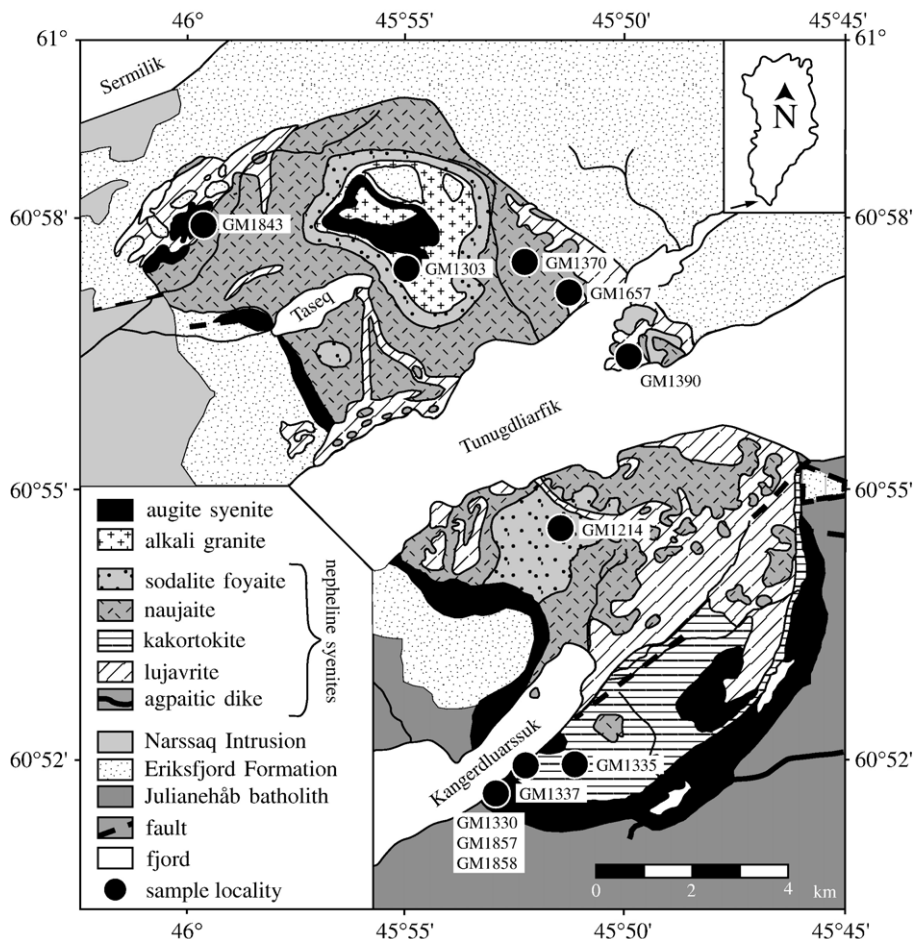 46° 45°55' 45°50' 45°45'
61° 61°
Sermilik
N
60°58' 60°58'
GM1843
GM1303
GM1370
GM1657
Taseq
GM1390
Tunugdliarfik
60°55' 60°55'
GM1214
augite syenite
alkali granite
sodalite foyaite
naujaite
kakortokite
lujavrite
agpaitic dike
nepheline syenites
Narssaq Intrusion
Eriksfjord Formation
Julianehåb batholith
fault
fjord
sample locality
60°52' 60°52'
Kangerdluarssuk
GM1335
GM1337
GM1330
GM1857
GM1858
0 2 4
km
46° 45°55' 45°50' 45°45'